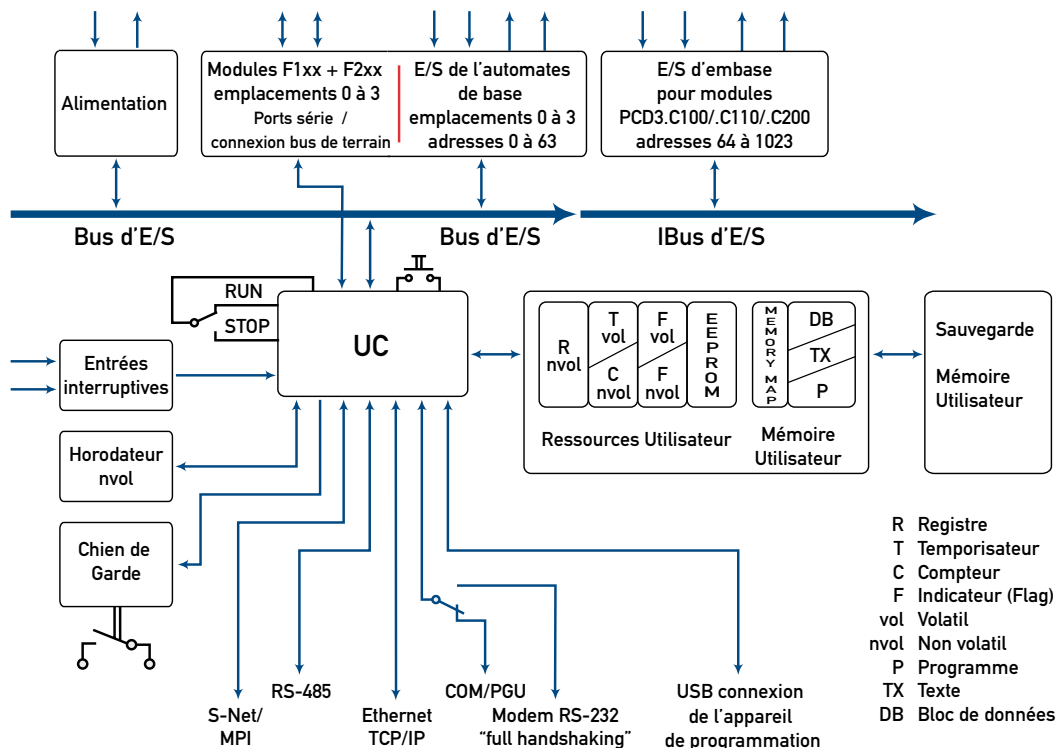 Alimentation
Modules F1xx + F2xx
emplacements 0 à 3
Ports série /
connexion bus de terrain
E/S de l'automates
de base
emplacements 0 à 3
adresses 0 à 63
E/S d'embase
pour modules
PCD3.C100/.C110/.C200
adresses 64 à 1023
Bus d'E/S
Bus d'E/S
IBus d'E/S
RUN
STOP
UC
Entrées
interruptives
Horodateur
nvol
Chien de
Garde
R
nvol
T
vol
C
nvol
F
vol
F
nvol
EEPROM
MEMORY MAP
DB
TX
P
Ressources Utilisateur
Mémoire
Utilisateur
Sauvegarde
Mémoire
Utilisateur
R Registre
T Temporisateur
C Compteur
F Indicateur (Flag)
vol Volatil
nvol Non volatil
P Programme
TX Texte
DB Bloc de données
S-Net/
MPI
RS-485
Ethernet
TCP/IP
COM/PGU
Modem RS-232
“full handshaking”
USB connexion
de l'appareil
de programmation